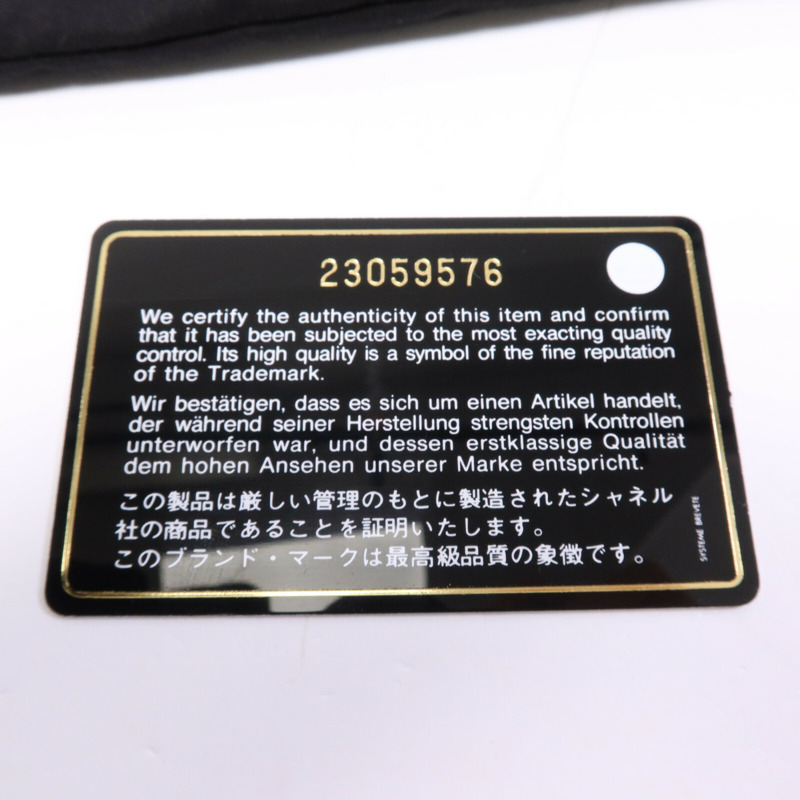 23059576
We certify the authenticity of this item and confirm
that it has been subjected to the most exacting quality
control. Its high quality is a symbol of the fine reputation
of the Trademark.
Wir bestätigen, dass es sich um einen Artikel handelt,
der während seiner Herstellung strengsten Kontrollen
unterworfen war, und dessen erstklassige Qualität
dem hohen Ansehen unserer Marke entspricht.
この製品は厳しい管理のもとに製造されたシャネル
社の商品であることを証明いたします。
このブランド・マークは最高級品質の象徴です。
SYSTEME BREVETE